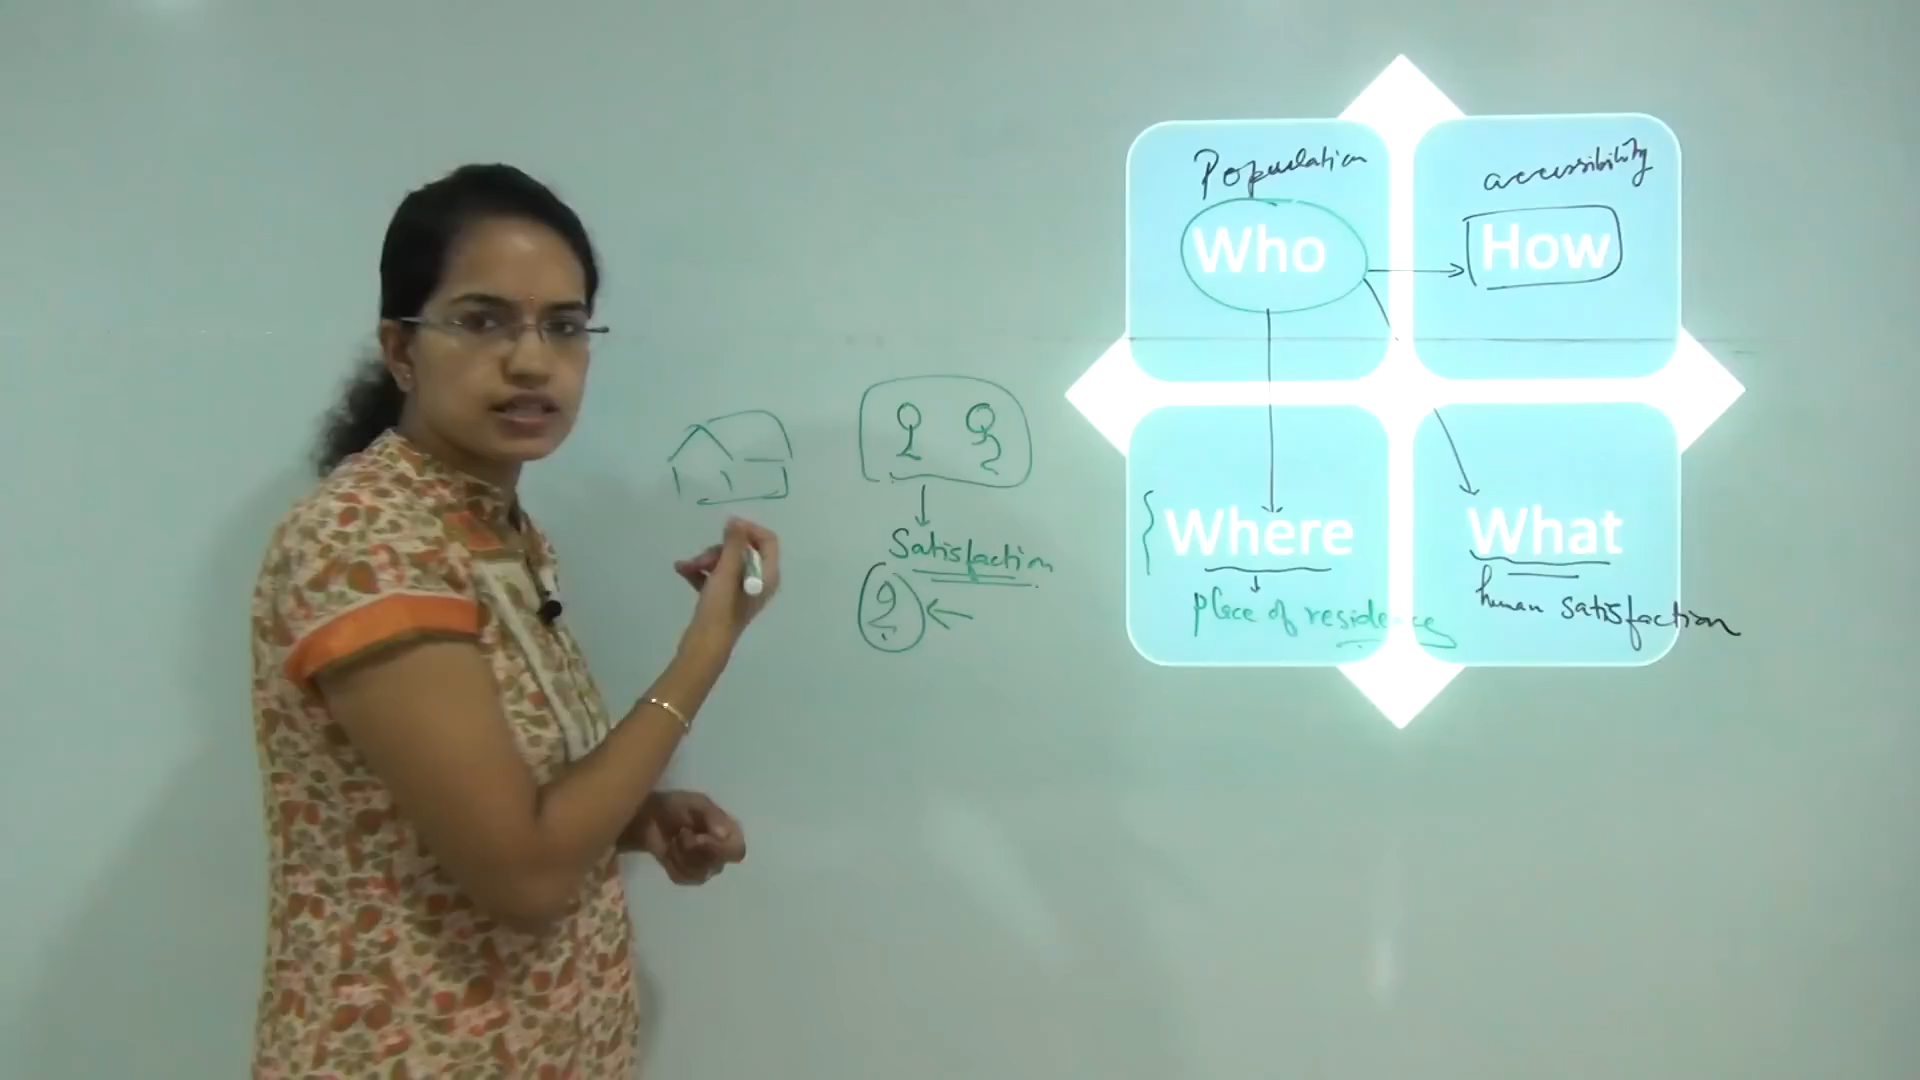 Population
accessibility
Who
How
Satisfaction
Where
What
place of residence
human satisfaction